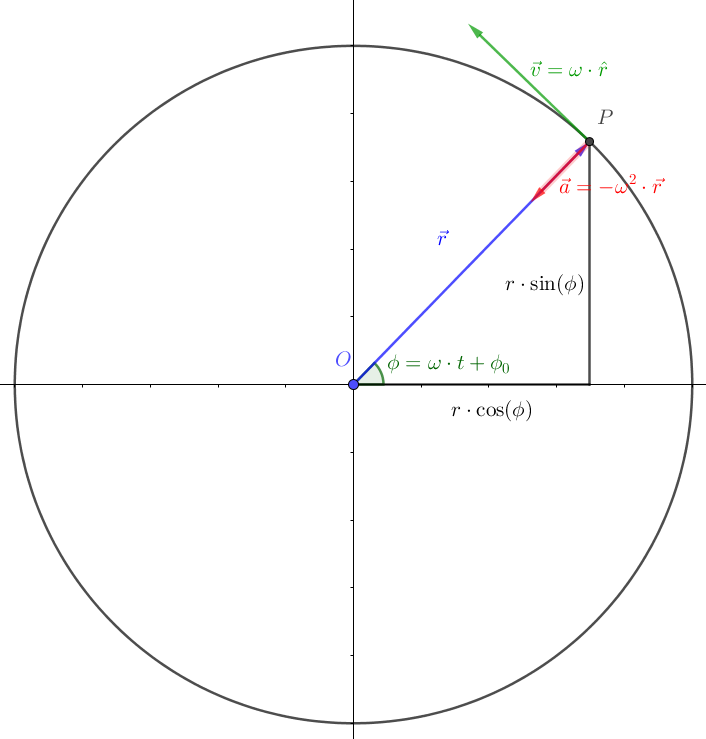 v⃗ = ω · r̂
P
a⃗ = −ω² · r⃗
r⃗
r · sin(ϕ)
O
ϕ = ω · t + ϕ₀
r · cos(ϕ)